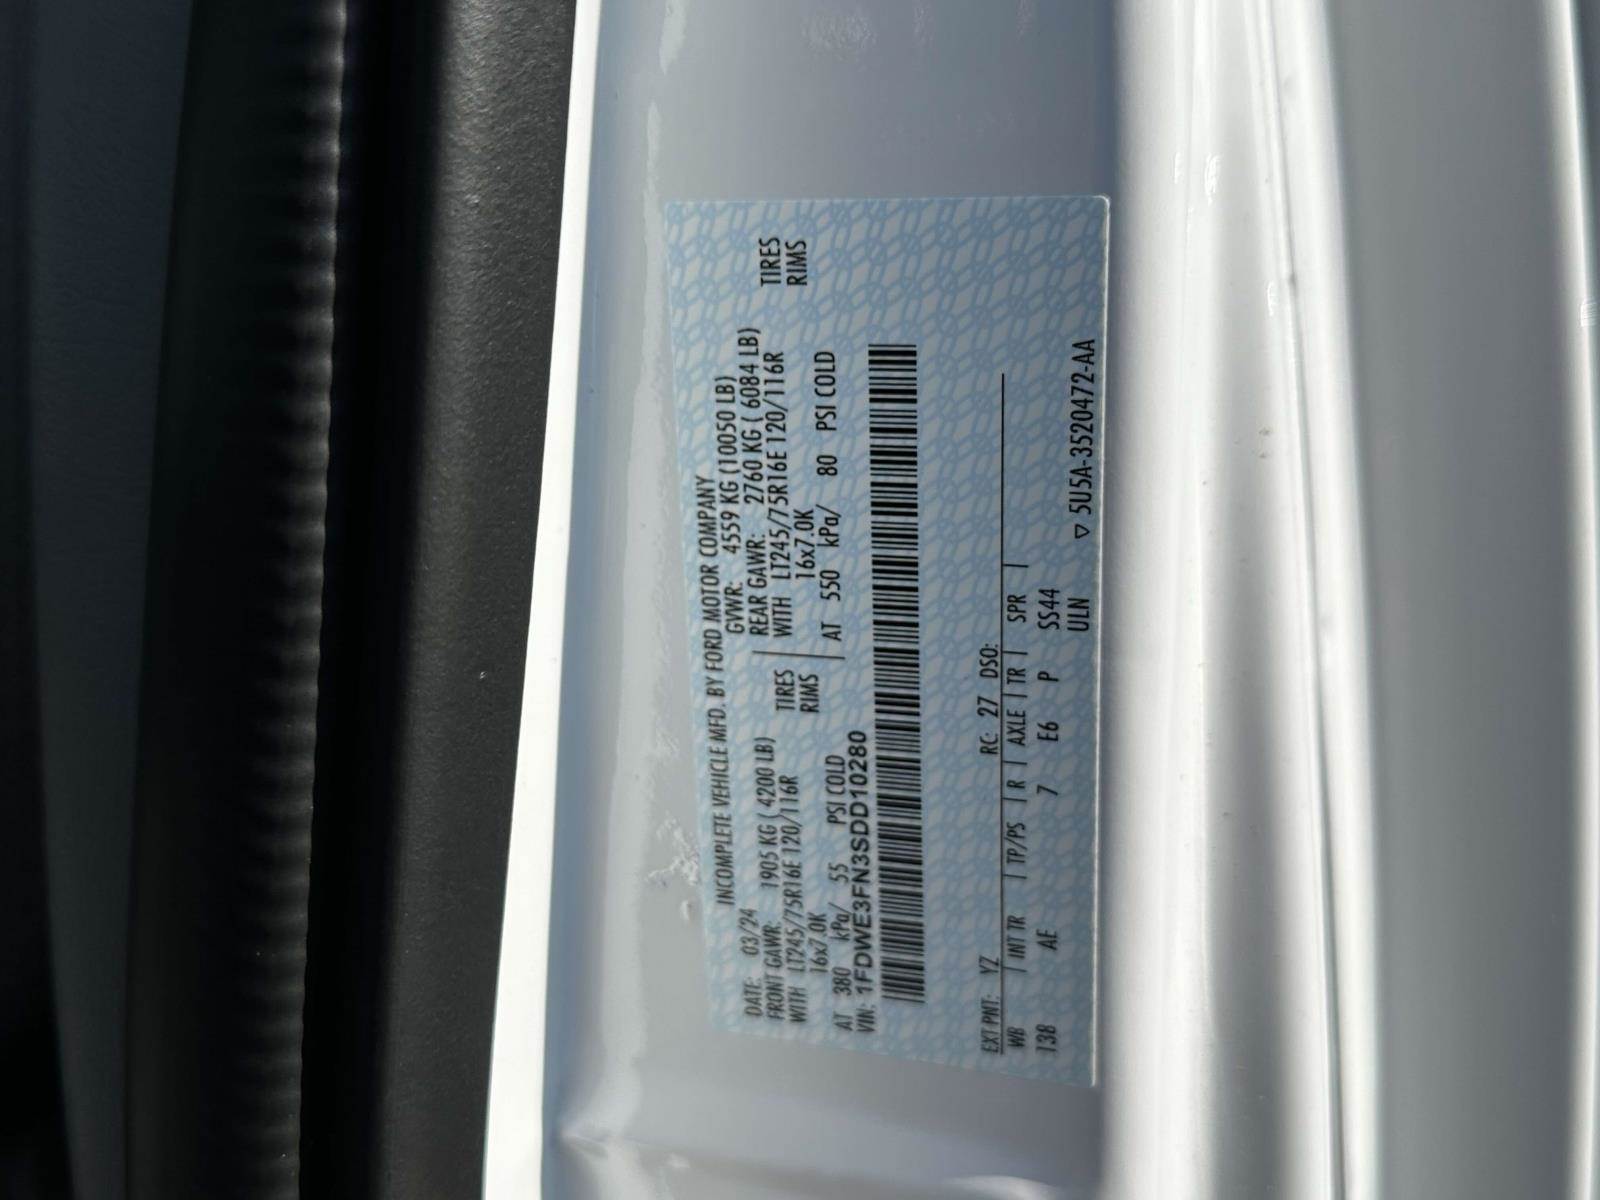 INCOMPLETE VEHICLE MFD. BY FORD MOTOR COMPANY
DATE: 03/24 GVWR: 4559 KG (10050 LB)
FRONT GAWR: 1905 KG ( 4200 LB) REAR GAWR: 2760 KG ( 6084 LB)
WITH LT245/75R16E 120/116R TIRES WITH LT245/75R16E 120/116R TIRES
16x7.0K RIMS 16x7.0K RIMS
AT 380 kPa/ 55 PSI COLD AT 550 kPa/ 80 PSI COLD
VIN: 1FDWE3FN3SDD10280
EXT PNT: YZ RC: 27 DSO:
WB | INT TR | TP/PS | R | AXLE | TR | SPR |
138 AE 7 E6 P SS44
ULN
▽ 5U5A-3520472-AA